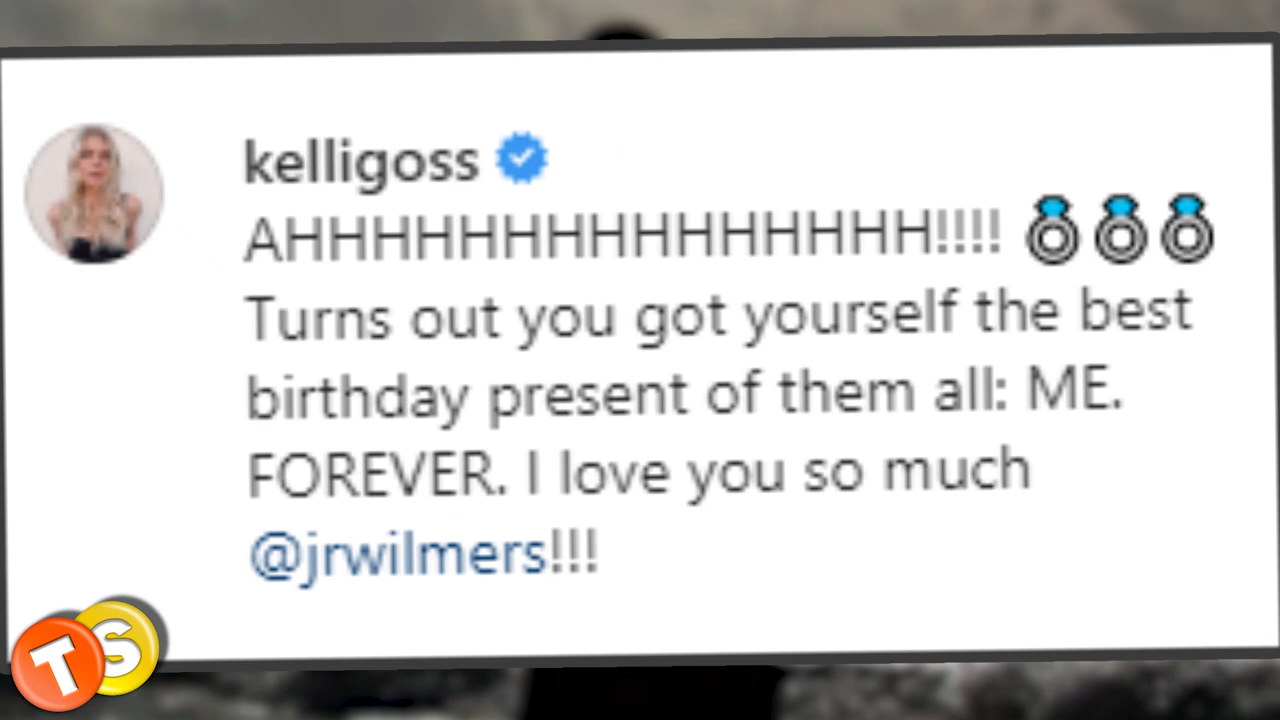 kelligoss
AHHHHHHHHHHHHHHH!!!! 💍💍💍
Turns out you got yourself the best
birthday present of them all: ME.
FOREVER. I love you so much
@jrwilmers!!!
TS